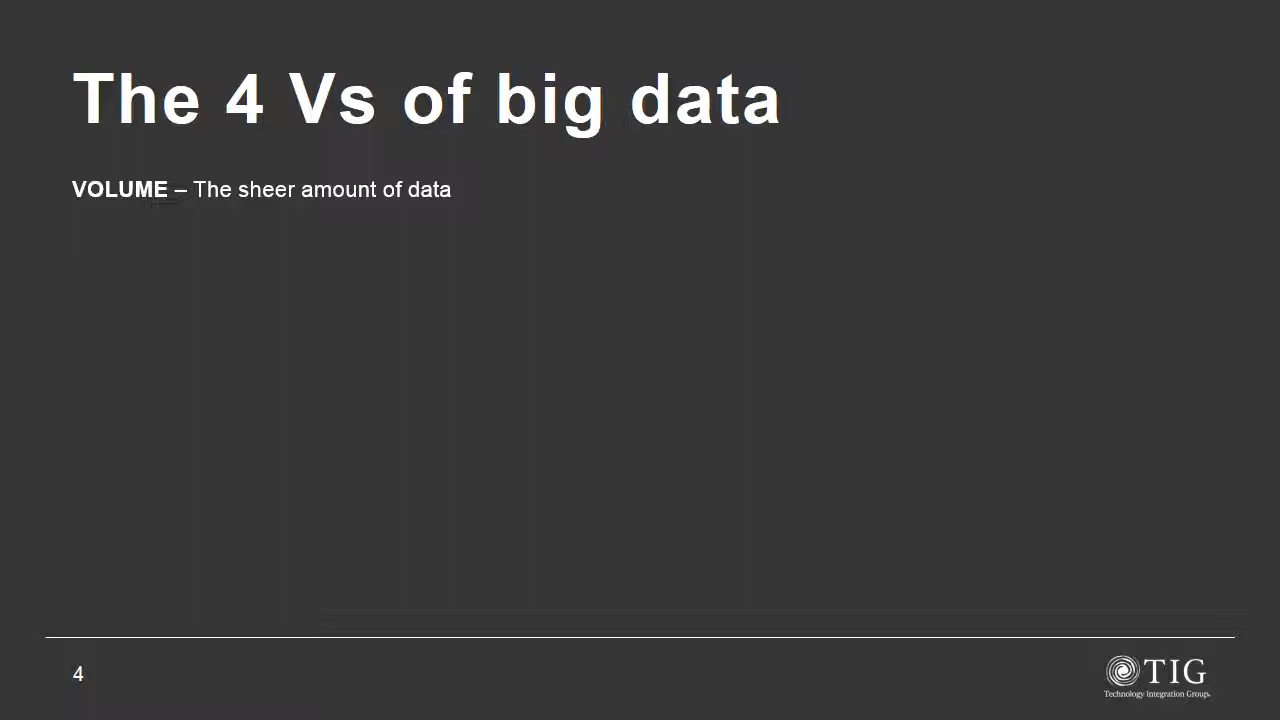 The 4 Vs of big data
VOLUME – The sheer amount of data
4
TIG
Technology Integration Group.